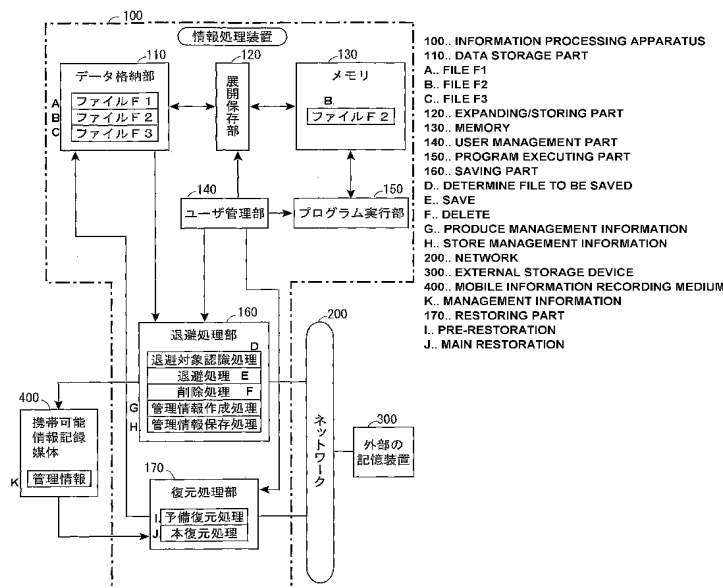 100
情報処理装置
110
データ格納部
A ファイルF1
B ファイルF2
C ファイルF3
120
展開保存部
130
メモリ
B.
ファイルF2
140
ユーザ管理部
150
プログラム実行部
160
退避処理部
D
退避対象認識処理
退避処理 E
削除処理 F
G 管理情報作成処理
H 管理情報保存処理
170
復元処理部
I. 予備復元処理
J. 本復元処理
200
ネットワーク
300
外部の
記憶装置
400
携帯可能
情報記録
媒体
K 管理情報
100.. INFORMATION PROCESSING APPARATUS
110.. DATA STORAGE PART
A.. FILE F1
B.. FILE F2
C.. FILE F3
120.. EXPANDING/STORING PART
130.. MEMORY
140.. USER MANAGEMENT PART
150.. PROGRAM EXECUTING PART
160.. SAVING PART
D.. DETERMINE FILE TO BE SAVED
E.. SAVE
F.. DELETE
G.. PRODUCE MANAGEMENT INFORMATION
H.. STORE MANAGEMENT INFORMATION
200.. NETWORK
300.. EXTERNAL STORAGE DEVICE
400.. MOBILE INFORMATION RECORDING MEDIUM
K.. MANAGEMENT INFORMATION
170.. RESTORING PART
I.. PRE-RESTORATION
J.. MAIN RESTORATION